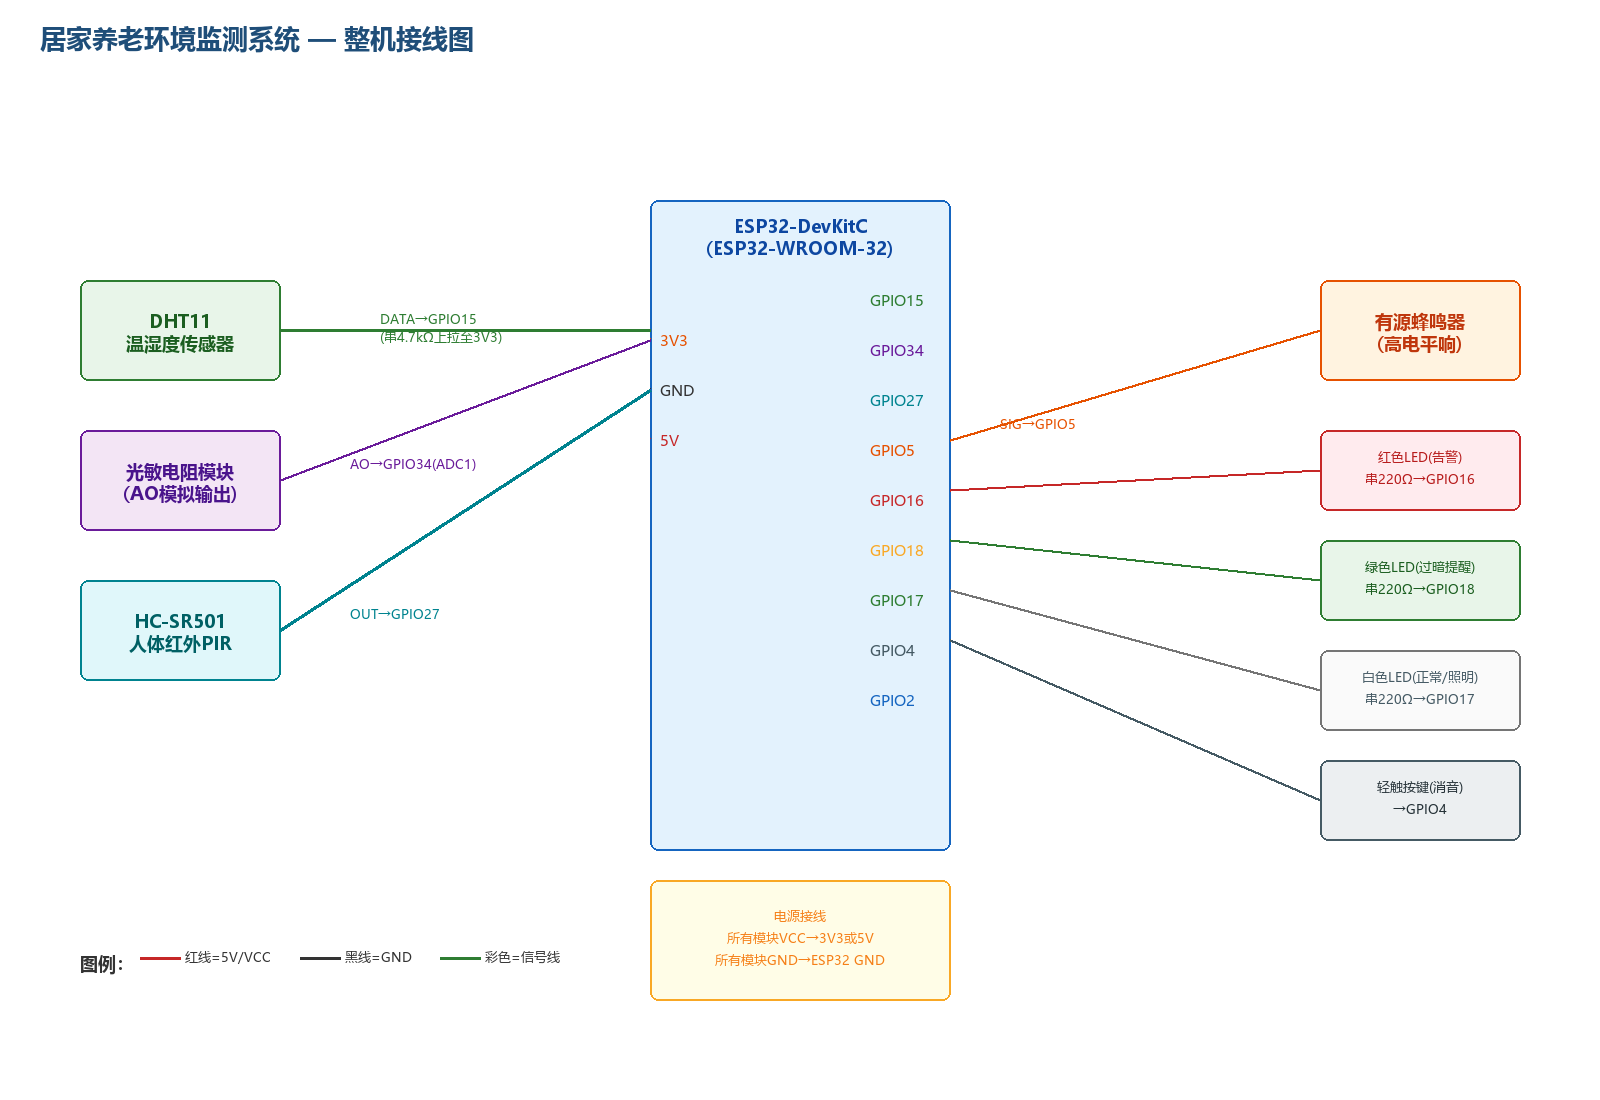 居家养老环境监测系统 — 整机接线图
ESP32-DevKitC
(ESP32-WROOM-32)
DHT11
温湿度传感器
DATA→GPIO15
(串4.7kΩ上拉至3V3)
光敏电阻模块
(AO模拟输出)
AO→GPIO34(ADC1)
HC-SR501
人体红外PIR
OUT→GPIO27
3V3
GND
5V
GPIO15
GPIO34
GPIO27
GPIO5
GPIO16
GPIO18
GPIO17
GPIO4
GPIO2
SIG→GPIO5
有源蜂鸣器
(高电平响)
红色LED(告警)
串220Ω→GPIO16
绿色LED(过暗提醒)
串220Ω→GPIO18
白色LED(正常/照明)
串220Ω→GPIO17
轻触按键(消音)
→GPIO4
电源接线
所有模块VCC→3V3或5V
所有模块GND→ESP32 GND
图例：
红线=5V/VCC
黑线=GND
彩色=信号线